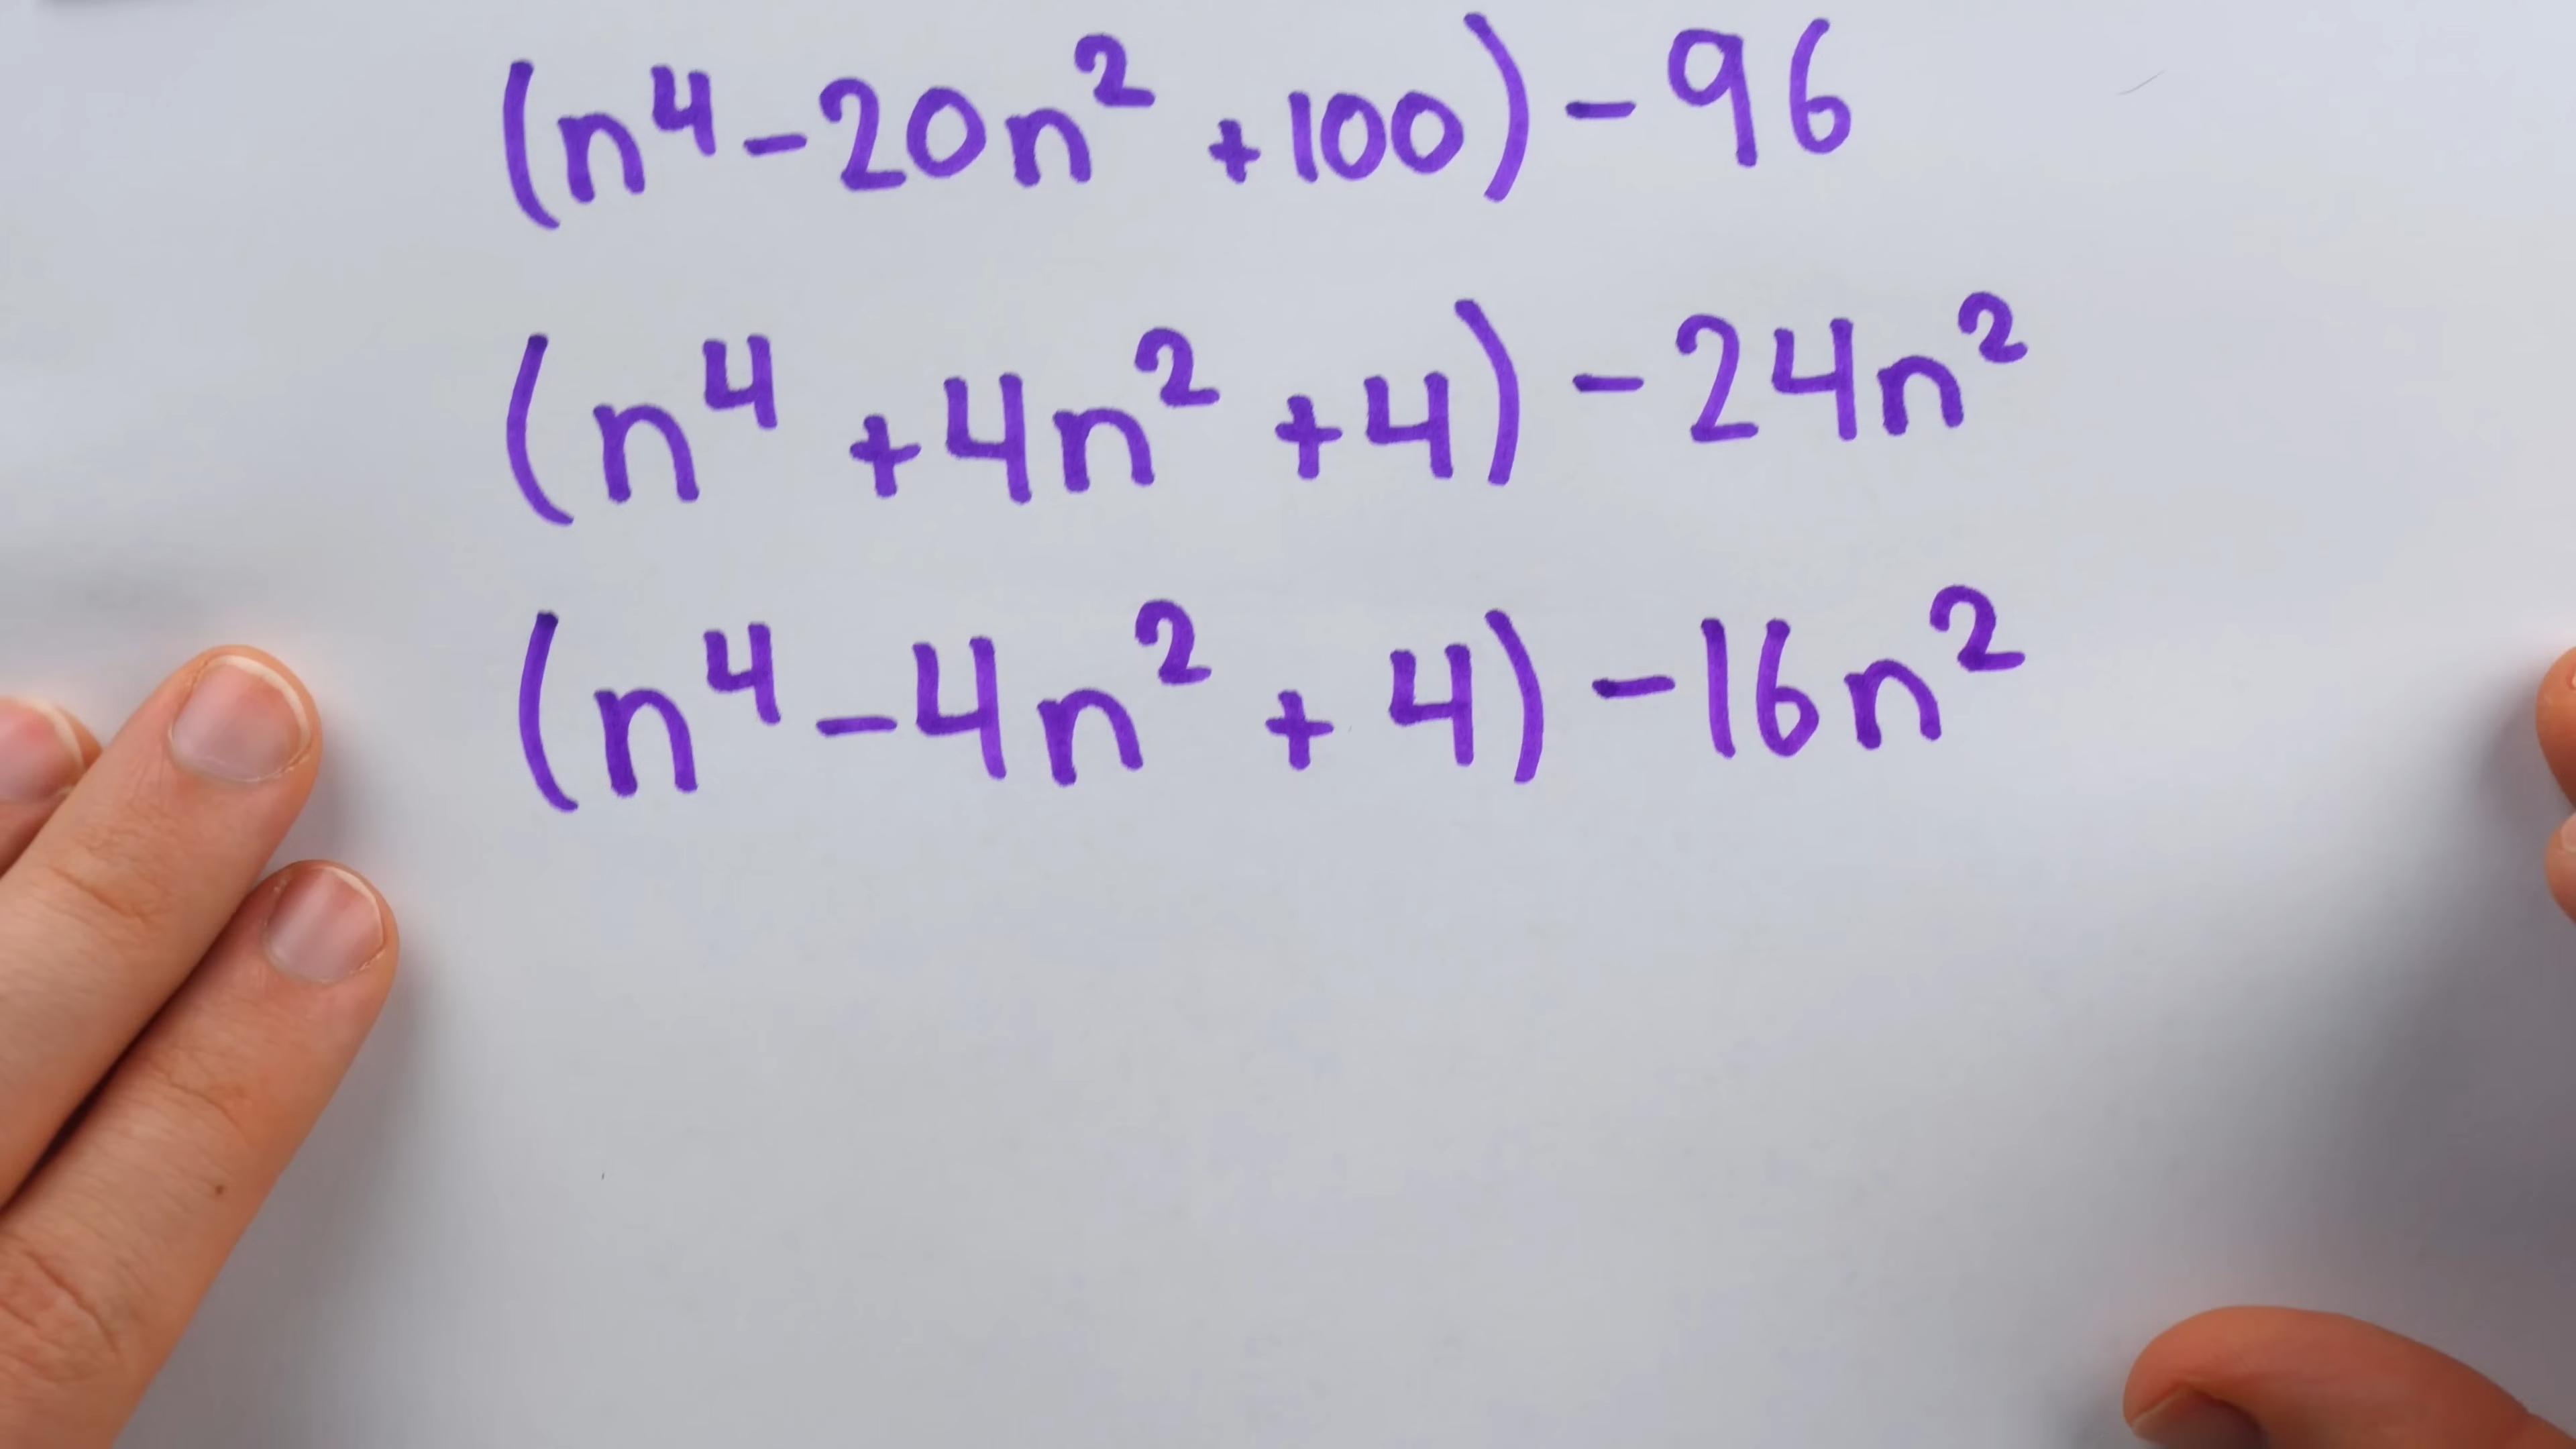 (n⁴-20n² +100) - 96
(n⁴ +4n² +4) - 24n²
(n⁴ - 4n² + 4) - 16n²